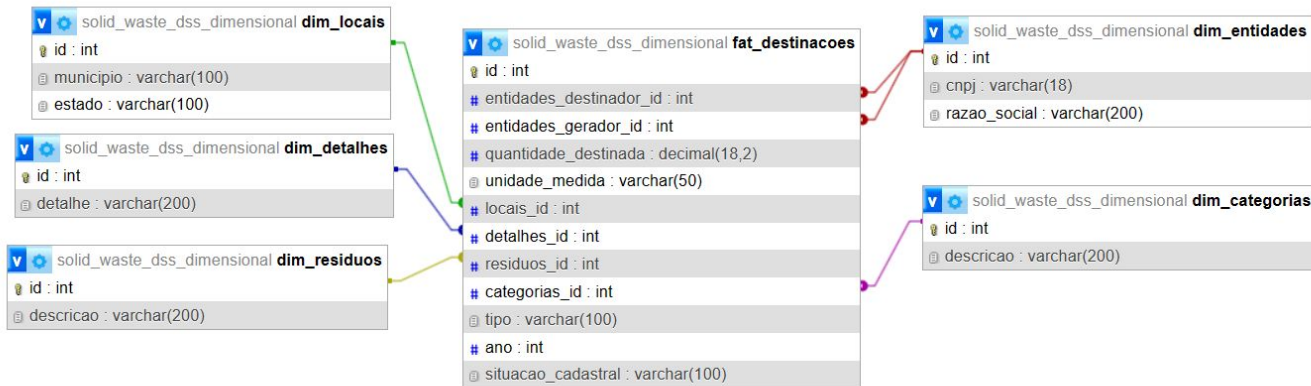 v solid_waste_dss_dimensional dim_locais
id : int
municipio : varchar(100)
estado : varchar(100)
v solid_waste_dss_dimensional dim_detalhes
id : int
detalhe : varchar(200)
v solid_waste_dss_dimensional dim_residuos
id : int
descricao : varchar(200)
v solid_waste_dss_dimensional fat_destinacoes
id : int
# entidades_destinador_id : int
# entidades_gerador_id : int
# quantidade_destinada : decimal(18,2)
unidade_medida : varchar(50)
# locais_id : int
# detalhes_id : int
# residuos_id : int
# categorias_id : int
tipo : varchar(100)
# ano : int
situacao_cadastral : varchar(100)
v solid_waste_dss_dimensional dim_entidades
id : int
cnpj : varchar(18)
razao_social : varchar(200)
v solid_waste_dss_dimensional dim_categorias
id : int
descricao : varchar(200)